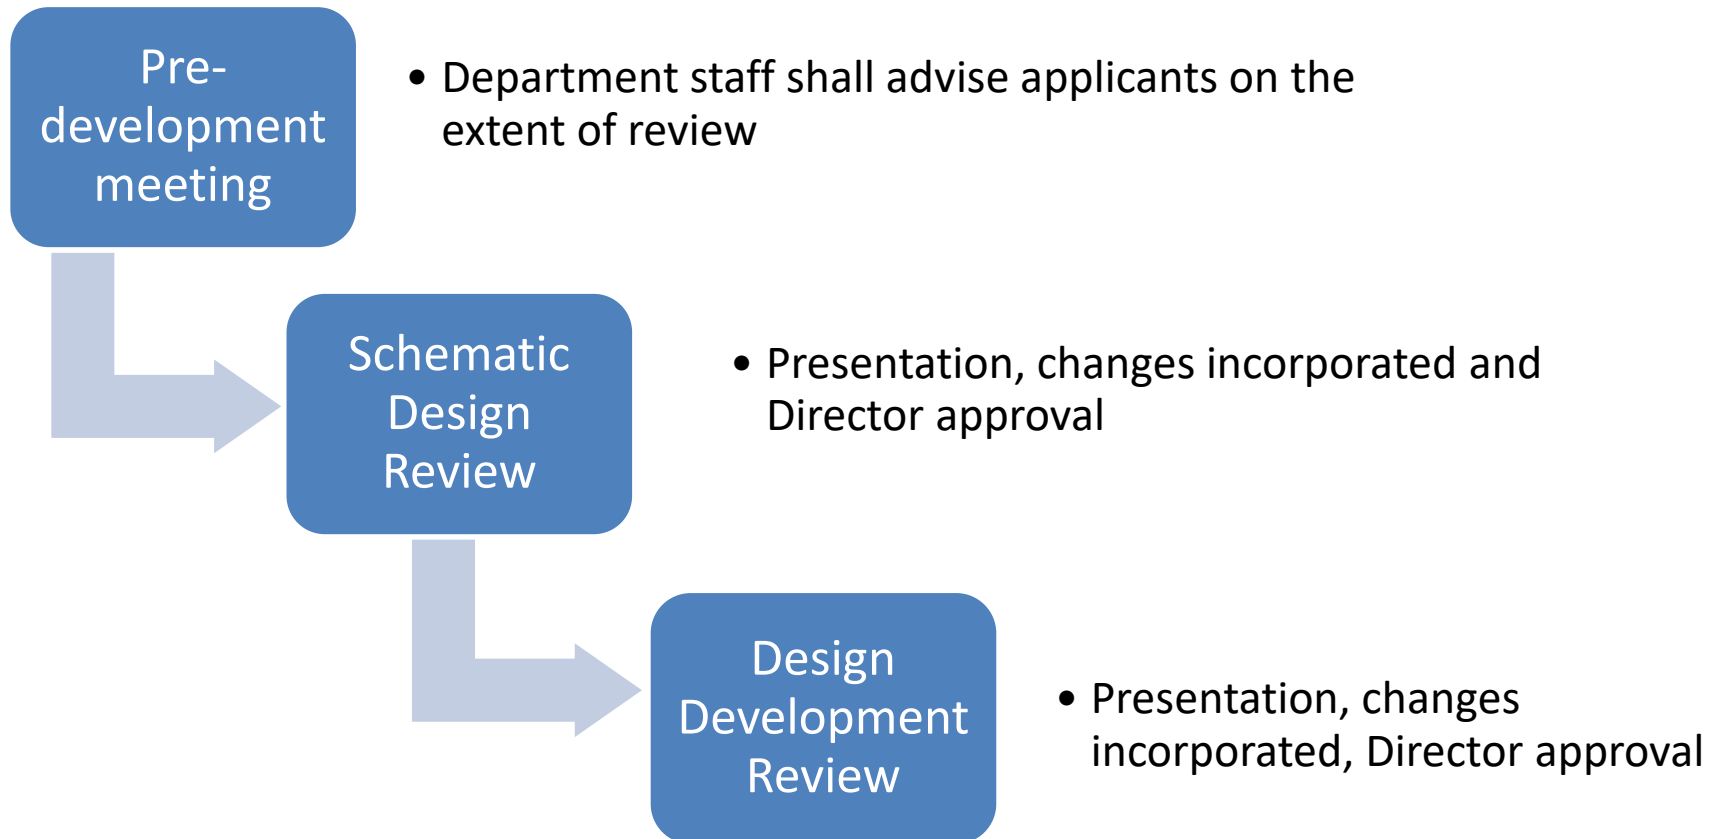 Pre-
development
meeting
• Department staff shall advise applicants on the
extent of review
Schematic
Design
Review
• Presentation, changes incorporated and
Director approval
Design
Development
Review
• Presentation, changes
incorporated, Director approval